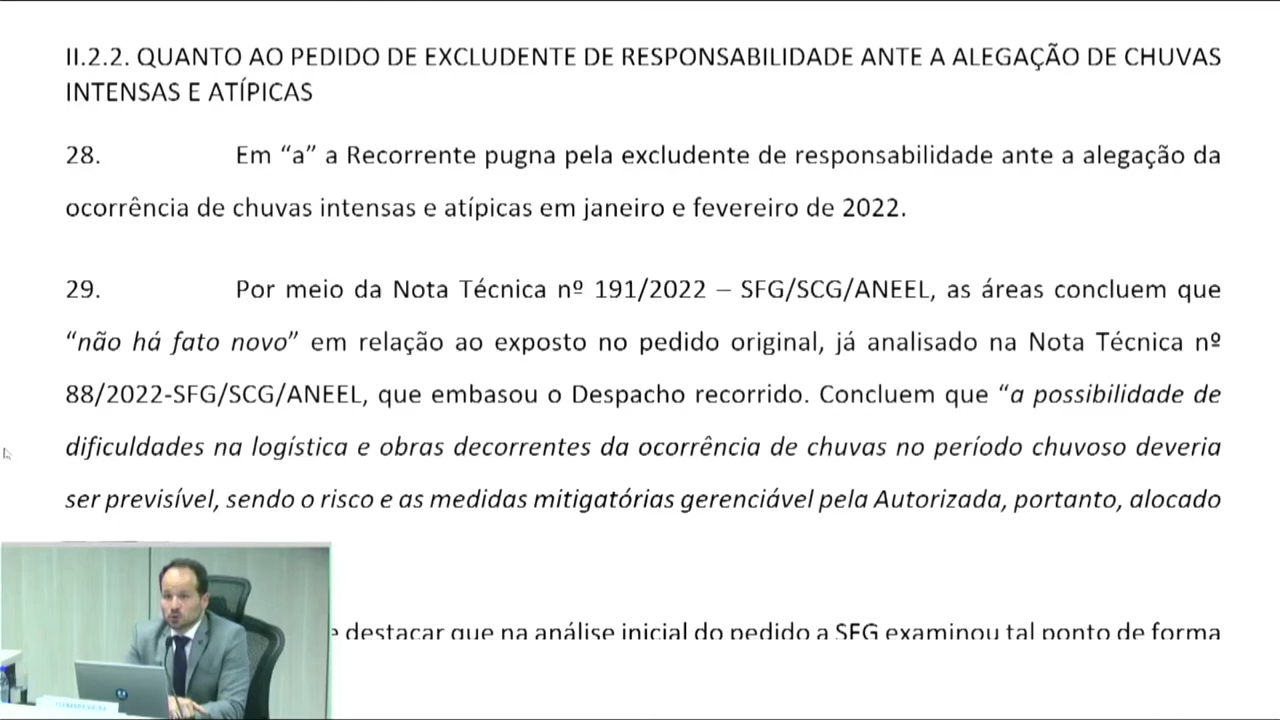 II.2.2. QUANTO AO PEDIDO DE EXCLUDENTE DE RESPONSABILIDADE ANTE A ALEGAÇÃO DE CHUVAS
INTENSAS E ATÍPICAS
28. Em “a” a Recorrente pugna pela excludente de responsabilidade ante a alegação da
ocorrência de chuvas intensas e atípicas em janeiro e fevereiro de 2022.
29. Por meio da Nota Técnica nº 191/2022 – SFG/SCG/ANEEL, as áreas concluem que
“não há fato novo” em relação ao exposto no pedido original, já analisado na Nota Técnica nº
88/2022-SFG/SCG/ANEEL, que embasou o Despacho recorrido. Concluem que “a possibilidade de
dificuldades na logística e obras decorrentes da ocorrência de chuvas no período chuvoso deveria
ser previsível, sendo o risco e as medidas mitigatórias gerenciável pela Autorizada, portanto, alocado
destacar que na análise inicial do pedido a SFG examinou tal ponto de forma